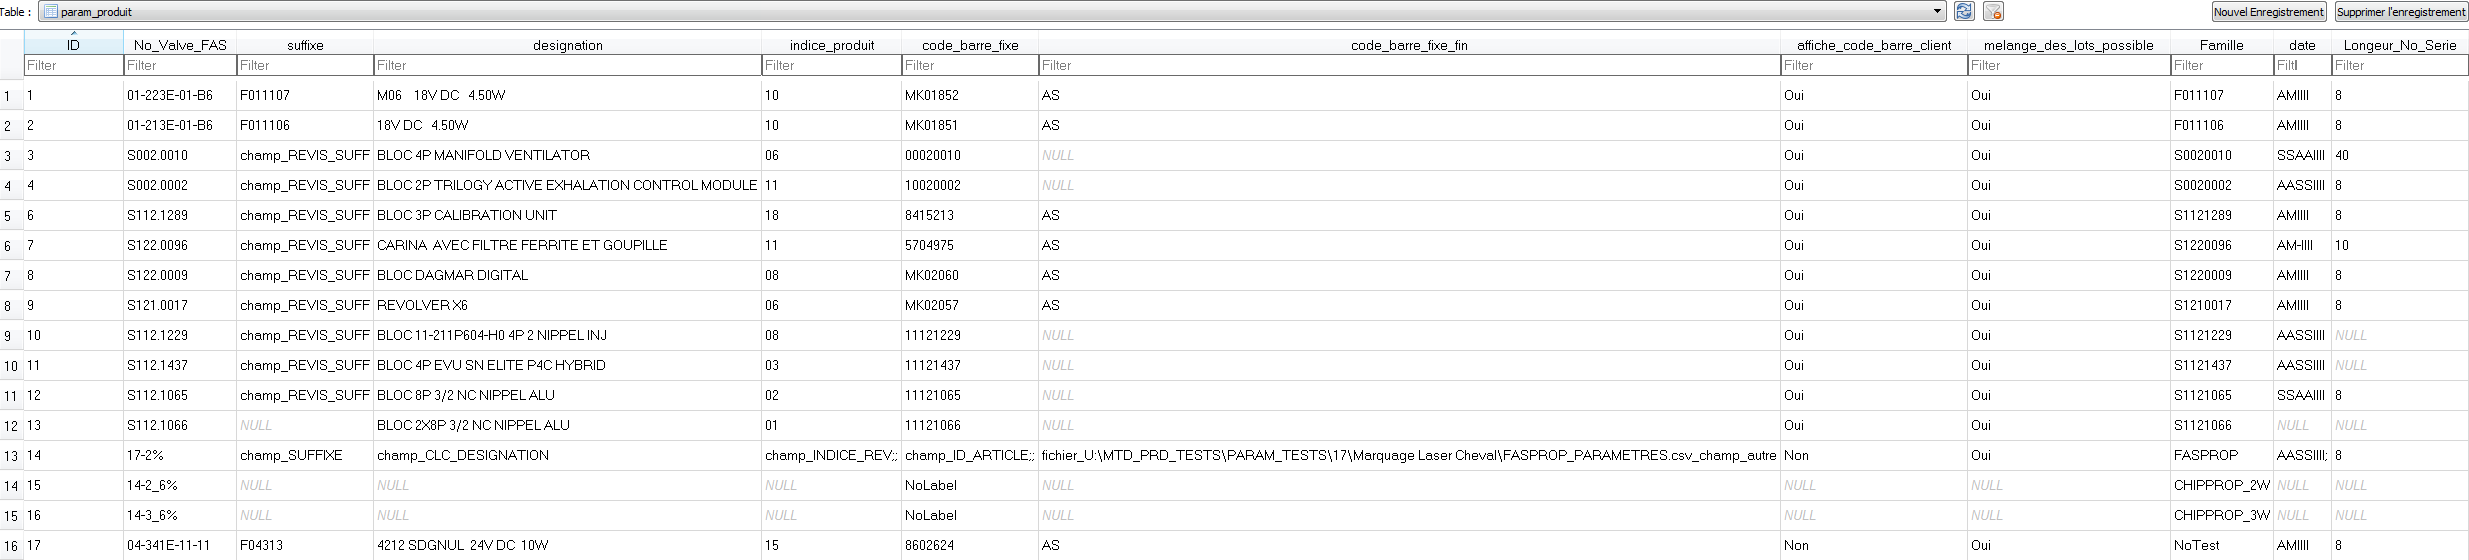 Table : param_produit Nouvel Enregistrement Supprimer l'enregistrement
ID No_Valve_FAS suffixe designation indice_produit code_barre_fixe code_barre_fixe_fin affiche_code_barre_client melange_des_lots_possible Famille date Longeur_No_Serie
Filter Filter Filter Filter Filter Filter Filter Filter Filter Filter Filt Filter
1 1 01-223E-01-B6 F011107 M06 18V DC 4.50W 10 MK01852 AS Oui Oui F011107 AMIIII 8
2 2 01-213E-01-B6 F011106 18V DC 4.50W 10 MK01851 AS Oui Oui F011106 AMIIII 8
3 3 S002.0010 champ_REVIS_SUFF BLOC 4P MANIFOLD VENTILATOR 06 00020010 NULL Oui Oui S0020010 SSAAIIII 40
4 4 S002.0002 champ_REVIS_SUFF BLOC 2P TRILOGY ACTIVE EXHALATION CONTROL MODULE 11 10020002 NULL Oui Oui S0020002 AASSIIII 8
5 6 S112.1289 champ_REVIS_SUFF BLOC 3P CALIBRATION UNIT 18 8415213 AS Oui Oui S1121289 AMIIII 8
6 7 S122.0096 champ_REVIS_SUFF CARINA AVEC FILTRE FERRITE ET GOUPILLE 11 5704975 AS Oui Oui S1220096 AM-IIII 10
7 8 S122.0009 champ_REVIS_SUFF BLOC DAGMAR DIGITAL 08 MK02060 AS Oui Oui S1220009 AMIIII 8
8 9 S121.0017 champ_REVIS_SUFF REVOLVER X6 06 MK02057 AS Oui Oui S1210017 AMIIII 8
9 10 S112.1229 champ_REVIS_SUFF BLOC 11-211P604-H0 4P 2 NIPPEL INJ 08 11121229 NULL Oui Oui S1121229 AASSIIII NULL
10 11 S112.1437 champ_REVIS_SUFF BLOC 4P EVU SN ELITE P4C HYBRID 03 11121437 NULL Oui Oui S1121437 AASSIIII NULL
11 12 S112.1065 champ_REVIS_SUFF BLOC 8P 3/2 NC NIPPEL ALU 02 11121065 NULL Oui Oui S1121065 SSAAIIII 8
12 13 S112.1066 NULL BLOC 2X8P 3/2 NC NIPPEL ALU 01 11121066 NULL Oui Oui S1121066 NULL NULL
13 14 17-2% champ_SUFFIXE champ_CLC_DESIGNATION champ_INDICE_REV;; champ_ID_ARTICLE;; fichier_U:\MTD_PRD_TESTS\PARAM_TESTS\17\Marquage Laser Cheval\FASPROP_PARAMETRES.csv_champ_autre Non Oui FASPROP AASSIIII; 8
14 15 14-2_6% NULL NULL NULL NoLabel NULL NULL NULL CHIPPROP_2W NULL NULL
15 16 14-3_6% NULL NULL NULL NoLabel NULL NULL NULL CHIPPROP_3W NULL NULL
16 17 04-341E-11-11 F04313 4212 SDGNUL 24V DC 10W 15 8602624 AS Non Oui NoTest AMIIII 8